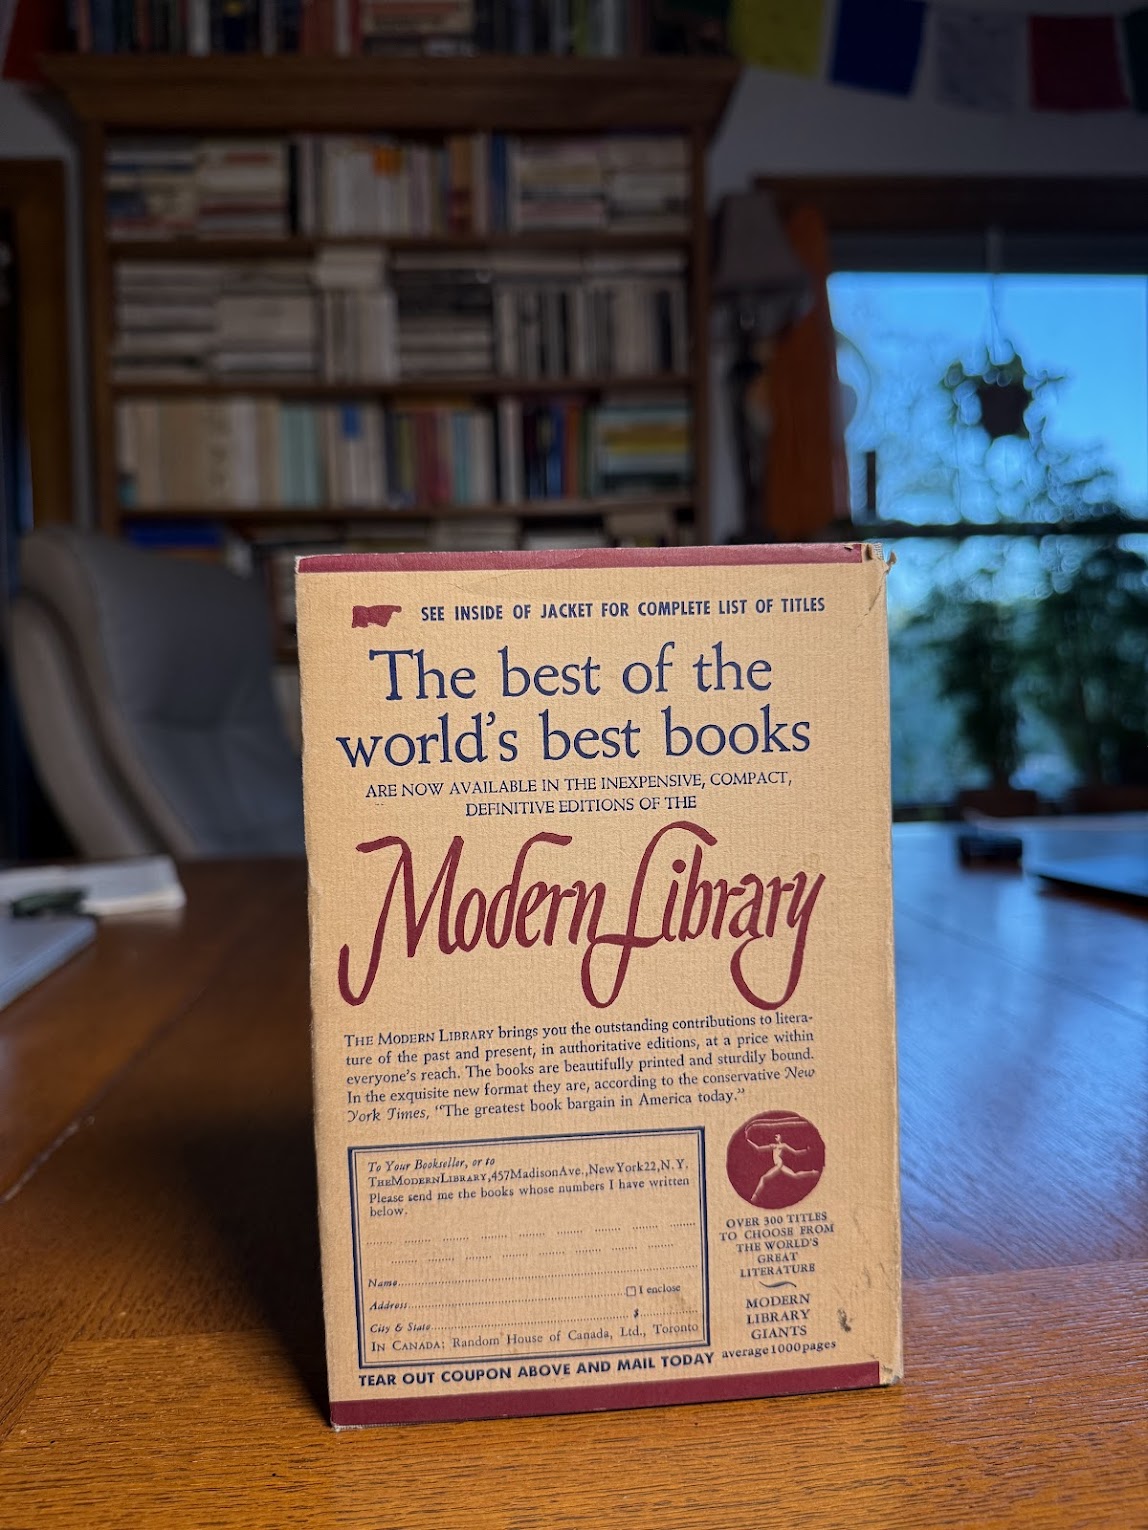 SEE INSIDE OF JACKET FOR COMPLETE LIST OF TITLES
The best of the
world's best books
ARE NOW AVAILABLE IN THE INEXPENSIVE, COMPACT,
DEFINITIVE EDITIONS OF THE
Modern Library
THE MODERN LIBRARY brings you the outstanding contributions to litera-
ture of the past and present, in authoritative editions, at a price within
everyone's reach. The books are beautifully printed and sturdily bound.
In the exquisite new format they are, according to the conservative New
York Times, "The greatest book bargain in America today."
To Your Bookseller, or to
THE MODERN LIBRARY, 457 Madison Ave., New York 22, N. Y.
Please send me the books whose numbers I have written
below.
Name
Address
I enclose
City & State
$
IN CANADA: Random House of Canada, Ltd., Toronto
TEAR OUT COUPON ABOVE AND MAIL TODAY
OVER 300 TITLES
TO CHOOSE FROM
THE WORLD'S
GREAT
LITERATURE
MODERN
LIBRARY
GIANTS
average 1000 pages